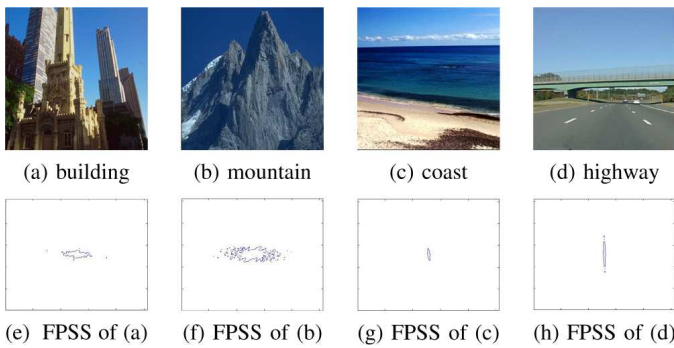 (a) building
(b) mountain
(c) coast
(d) highway
(e) FPSS of (a)
(f) FPSS of (b)
(g) FPSS of (c)
(h) FPSS of (d)